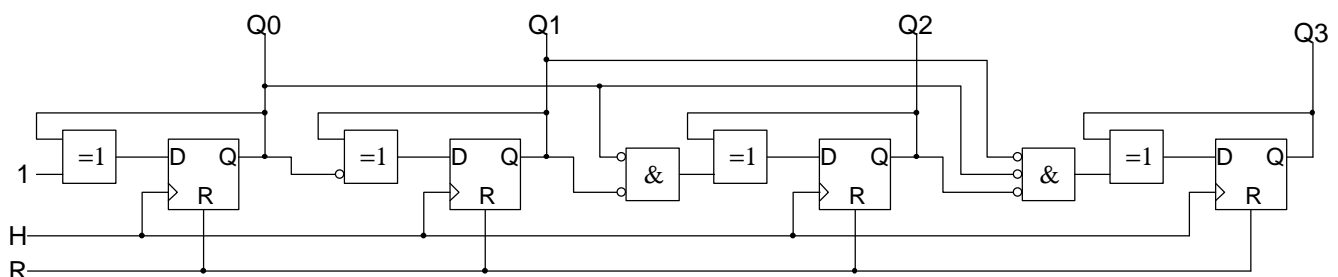 Q0 Q1 Q2 Q3
=1 D Q =1 D Q & =1 D Q & =1 D Q
1 R R R R
H
R